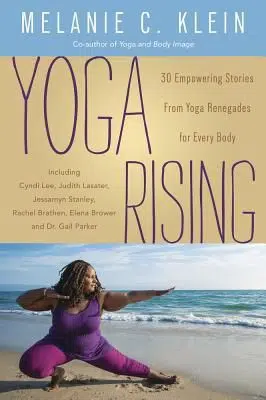 MELANIE C. KLEIN
Co-author of Yoga and Body Image
YOGA
30 Empowering Stories
From Yoga Renegades
for Every Body
Including
Cyndi Lee, Judith Lasater,
Jessamyn Stanley,
Rachel Brathen, Elena Brower
and Dr. Gail Parker
RISING